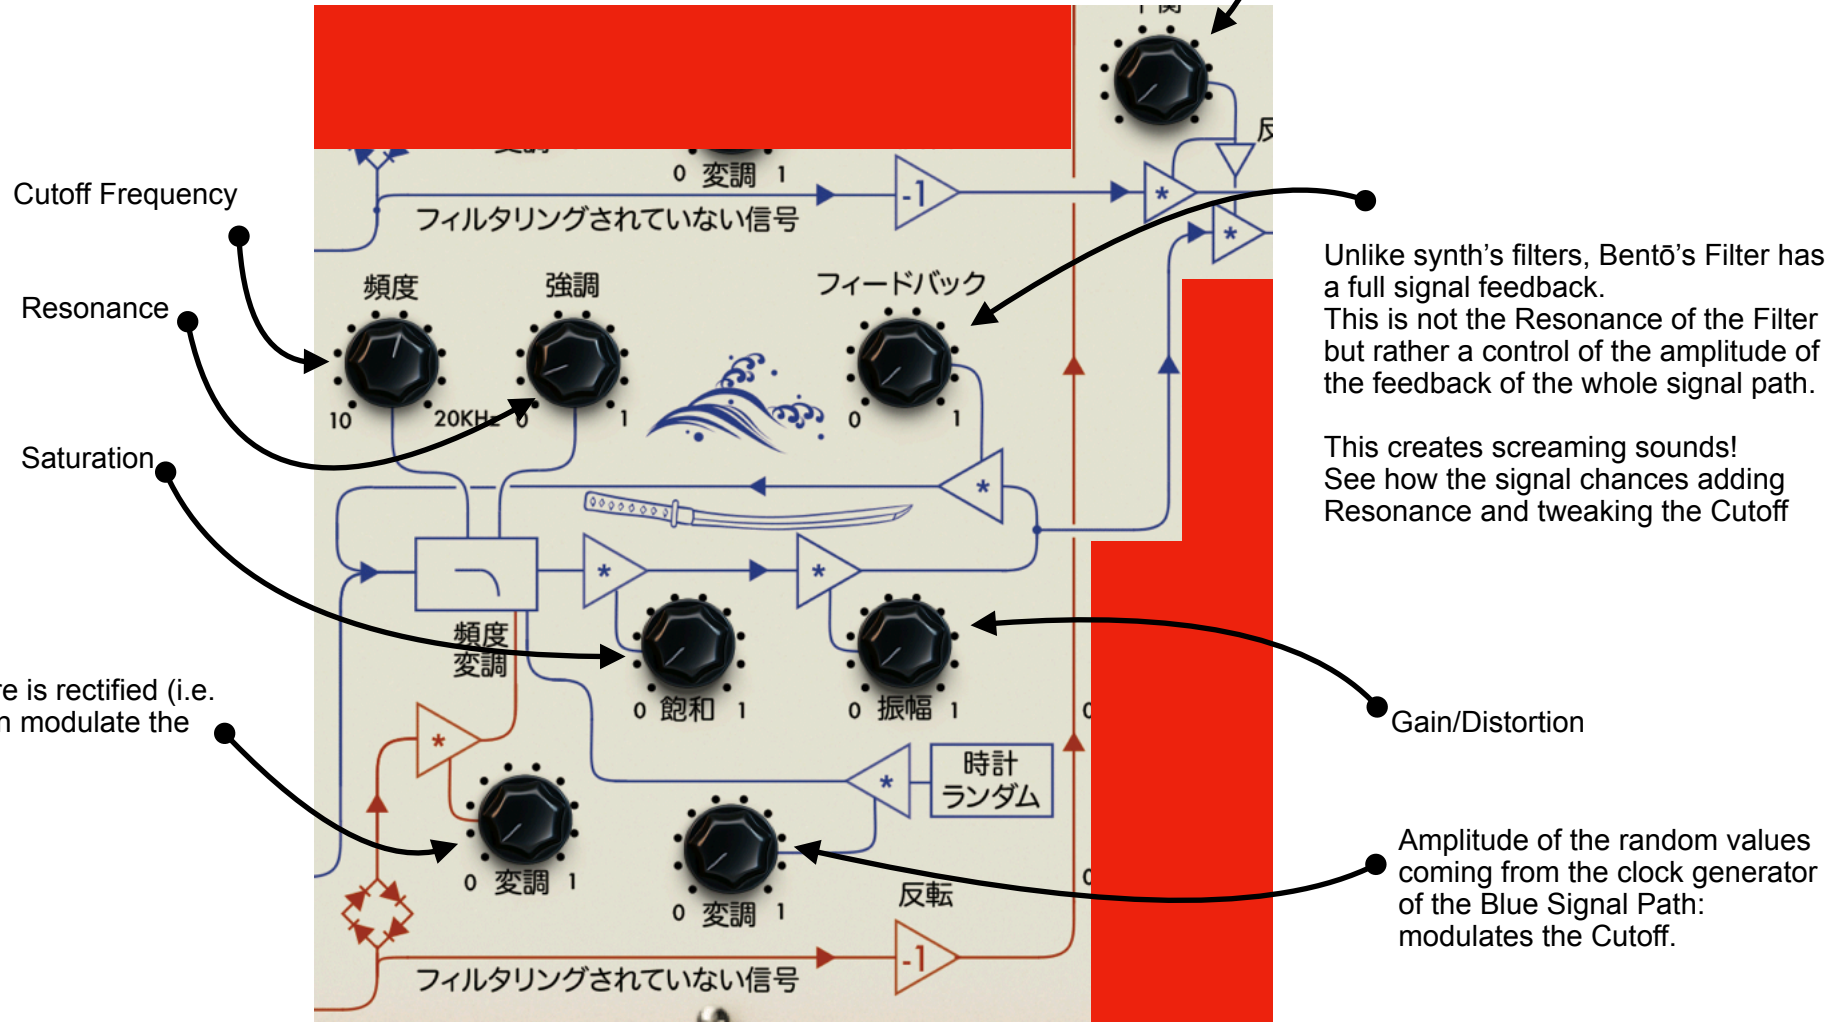 0 変調 1
-1
*
フィルタリングされていない信号
*
Cutoff Frequency
Resonance
Saturation
頻度
強調
フィードバック
10
20KHz
0
1
0
1
Unlike synth's filters, Bentō's Filter has
a full signal feedback.
This is not the Resonance of the Filter
but rather a control of the amplitude of
the feedback of the whole signal path.
This creates screaming sounds!
See how the signal chances adding
Resonance and tweaking the Cutoff
*
*
*
頻度
変調
0 飽和 1
0 振幅 1
0
re is rectified (i.e.
n modulate the
Gain/Distortion
*
*
時計
ランダム
0 変調 1
0 変調 1
反転
0
-1
フィルタリングされていない信号
Amplitude of the random values
coming from the clock generator
of the Blue Signal Path:
modulates the Cutoff.